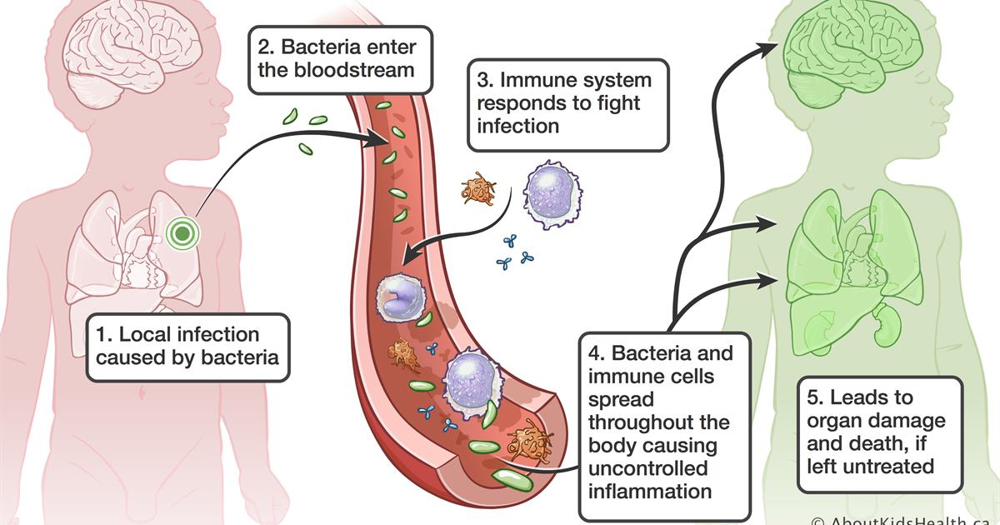 1. Local infection
caused by bacteria
2. Bacteria enter
the bloodstream
3. Immune system
responds to fight
infection
4. Bacteria and
immune cells
spread
throughout the
body causing
uncontrolled
inflammation
5. Leads to
organ damage
and death, if
left untreated
© AboutKidsHealth.ca